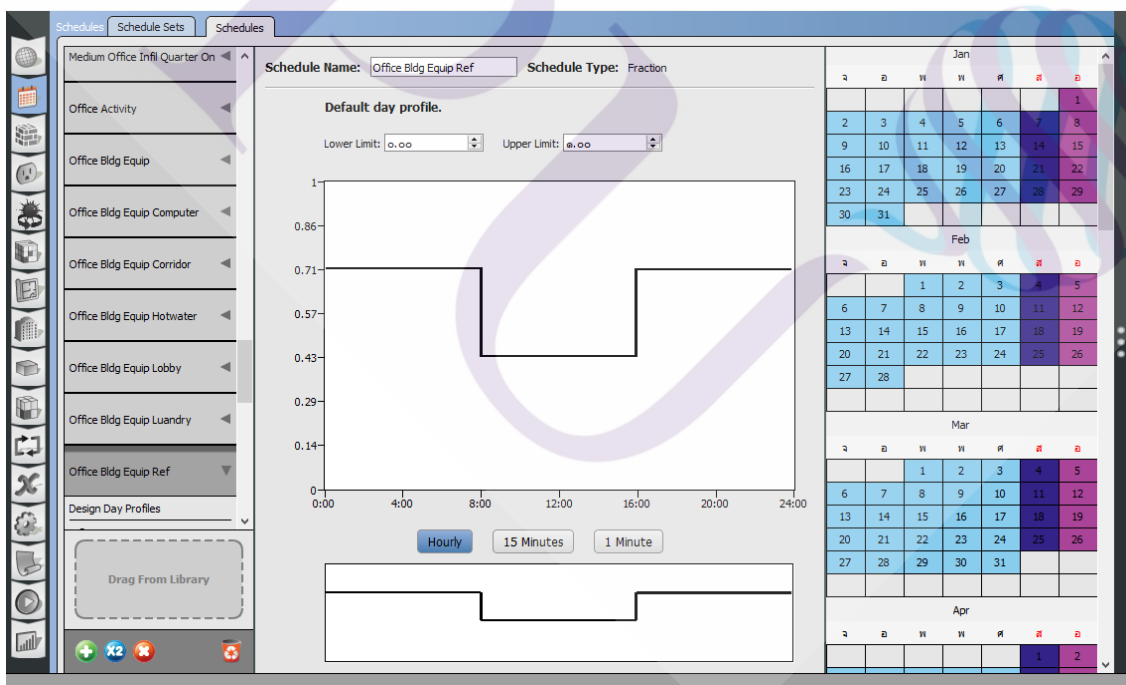 Schedules Schedule Sets Schedules
Medium Office Infil Quarter On
Office Activity
Office Bldg Equip
Office Bldg Equip Computer
Office Bldg Equip Corridor
Office Bldg Equip Hotwater
Office Bldg Equip Lobby
Office Bldg Equip Luandry
Office Bldg Equip Ref
Design Day Profiles
Drag From Library
X2
Schedule Name: Office Bldg Equip Ref Schedule Type: Fraction
Default day profile.
Lower Limit: ๐.๐๐ Upper Limit: ๑.๐๐
1
0.86
0.71
0.57
0.43
0.29
0.14
0
0:00 4:00 8:00 12:00 16:00 20:00 24:00
Hourly 15 Minutes 1 Minute
Jan
จ อ พ พ ศ ส อ
1
2 3 4 5 6 7 8
9 10 11 12 13 14 15
16 17 18 19 20 21 22
23 24 25 26 27 28 29
30 31
Feb
จ อ พ พ ศ ส อ
1 2 3 4 5
6 7 8 9 10 11 12
13 14 15 16 17 18 19
20 21 22 23 24 25 26
27 28
Mar
จ อ พ พ ศ ส อ
1 2 3 4 5
6 7 8 9 10 11 12
13 14 15 16 17 18 19
20 21 22 23 24 25 26
27 28 29 30 31
Apr
จ อ พ พ ศ ส อ
1 2